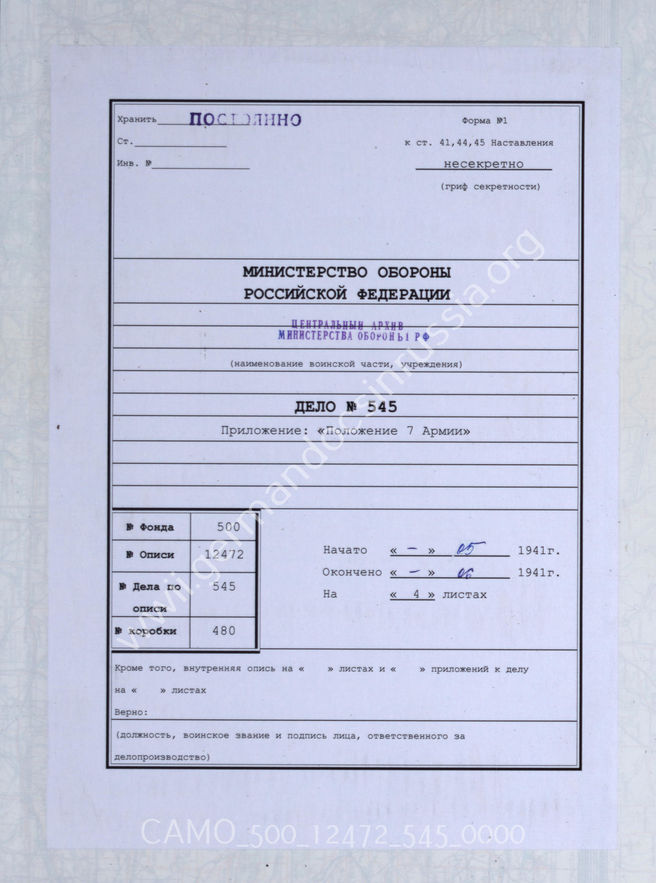 Хранить ПОСТОЯННО
Форма №1
Ст.
к ст. 41,44,45 Наставления
Инв. №
несекретно
(гриф секретности)
МИНИСТЕРСТВО ОБОРОНЫ
РОССИЙСКОЙ ФЕДЕРАЦИИ
ЦЕНТРАЛЬНЫЙ АРХИВ
МИНИСТЕРСТВА ОБОРОНЫ РФ
(наименование воинской части, учреждения)
ДЕЛО № 545
Приложение: «Положение 7 Армии»
№ Фонда 500
№ Описи 12472
№ Дела по описи 545
№ коробки 480
Начато « – » 05 1941г.
Окончено « – » 06 1941г.
На « 4 » листах
Кроме того, внутренняя опись на « » листах и « » приложений к делу
на « » листах
Верно:
(должность, воинское звание и подпись лица, ответственного за
делопроизводство)
www.germandocsinrussia.org
CAMO_500_12472_545_0000